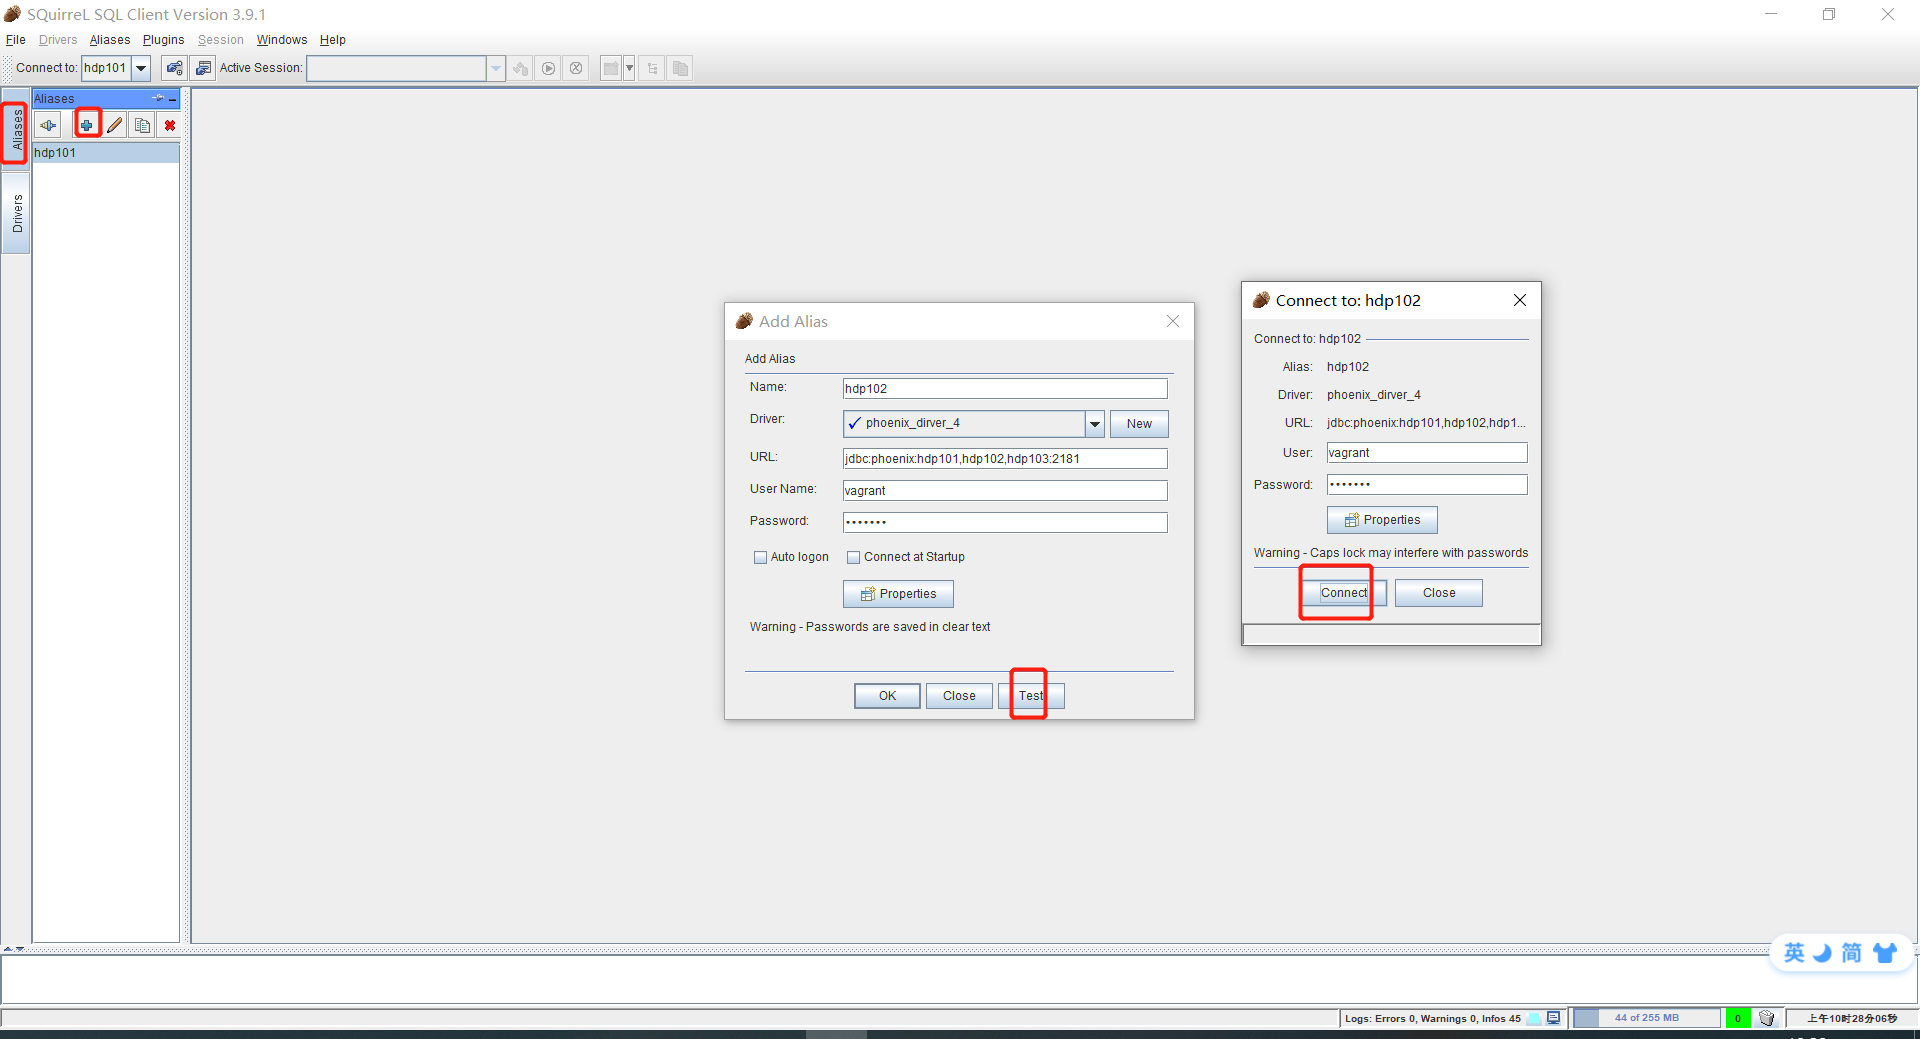 SQuirreL SQL Client Version 3.9.1
File Drivers Aliases Plugins Session Windows Help
Connect to: hdp101 Active Session:
Aliases
Aliases
hdp101
Drivers
Add Alias
Add Alias
Name: hdp102
Driver: phoenix_dirver_4 New
URL: jdbc:phoenix:hdp101,hdp102,hdp103:2181
User Name: vagrant
Password: •••••••
Auto logon Connect at Startup
Properties
Warning - Passwords are saved in clear text
OK Close Test
Connect to: hdp102
Connect to: hdp102
Alias: hdp102
Driver: phoenix_dirver_4
URL: jdbc:phoenix:hdp101,hdp102,hdp1...
User: vagrant
Password: •••••••
Properties
Warning - Caps lock may interfere with passwords
Connect Close
英 简
Logs: Errors 0, Warnings 0, Infos 45 44 of 255 MB 0 上午10时28分06秒